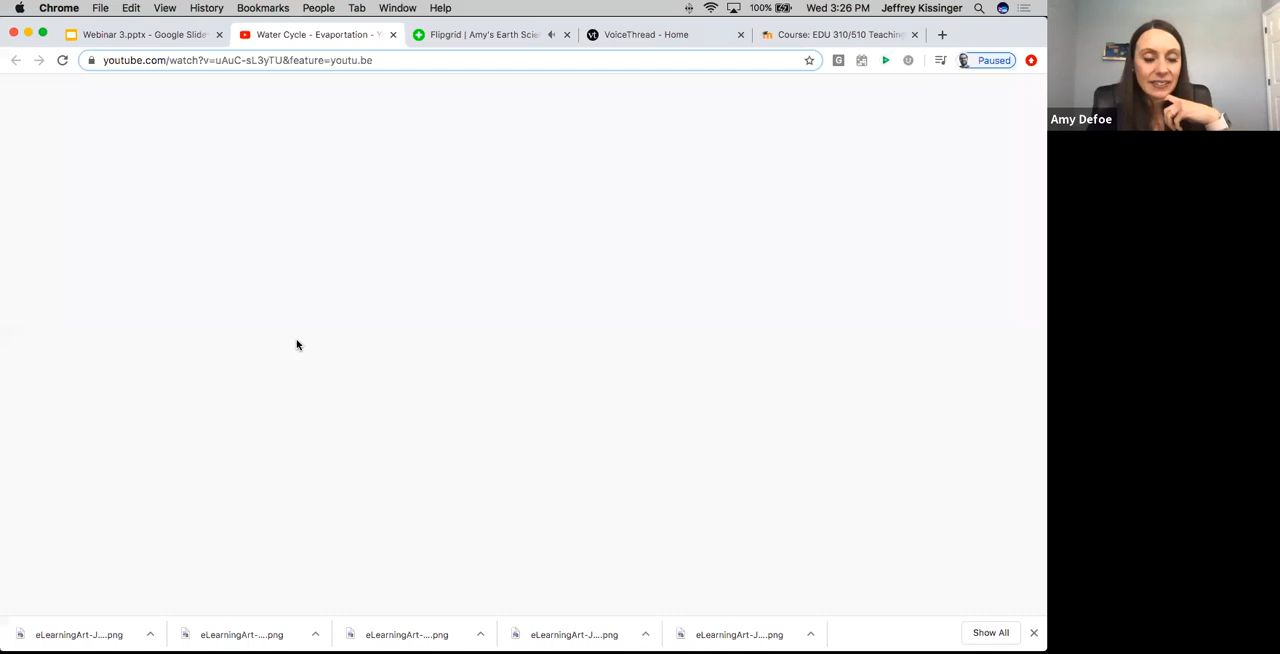 Chrome File Edit View History Bookmarks People Tab Window Help 100% Wed 3:26 PM Jeffrey Kissinger
Webinar 3.pptx - Google Slide Water Cycle - Evaportation - Y Flipgrid | Amy's Earth Scie VoiceThread - Home Course: EDU 310/510 Teaching
youtube.com/watch?v=uAuC-sL3yTU&feature=youtu.be Paused
Amy Defoe
eLearningArt-J....png eLearningArt-....png eLearningArt-....png eLearningArt-J....png eLearningArt-J....png Show All